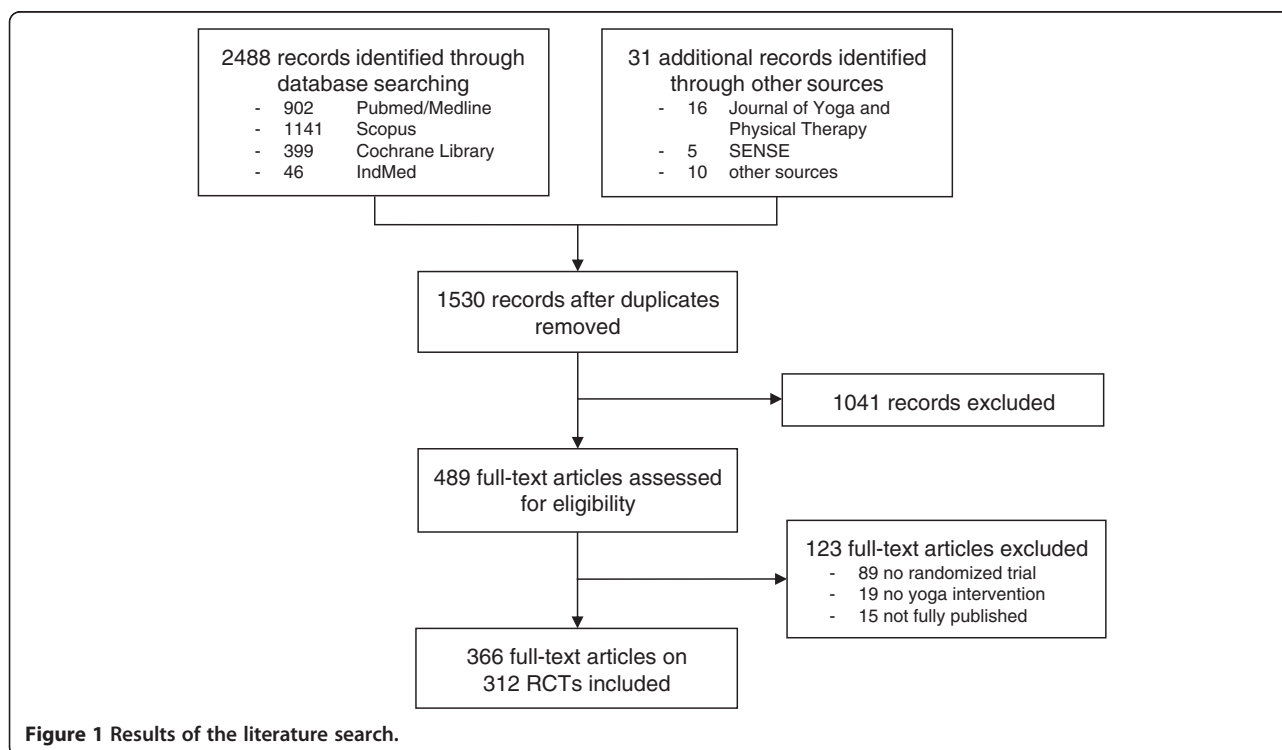 2488 records identified through
database searching
- 902 Pubmed/Medline
- 1141 Scopus
- 399 Cochrane Library
- 46 IndMed
31 additional records identified
through other sources
- 16 Journal of Yoga and
Physical Therapy
- 5 SENSE
- 10 other sources
1530 records after duplicates
removed
1041 records excluded
489 full-text articles assessed
for eligibility
123 full-text articles excluded
- 89 no randomized trial
- 19 no yoga intervention
- 15 not fully published
366 full-text articles on
312 RCTs included
Figure 1 Results of the literature search.